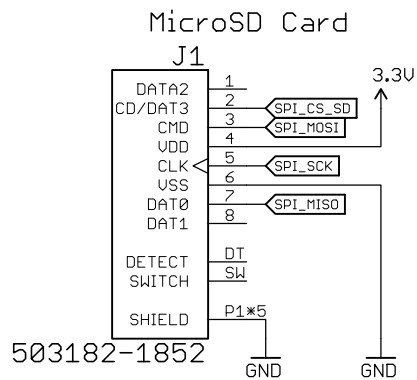 MicroSD Card
J1
3.3V
DATA2 1
CD/DAT3 2 SPI_CS_SD
CMD 3 SPI_MOSI
VDD 4
CLK 5 SPI_SCK
VSS 6
DAT0 7 SPI_MISO
DAT1 8
DETECT DT
SWITCH SW
SHIELD P1*5
503182-1852
GND GND